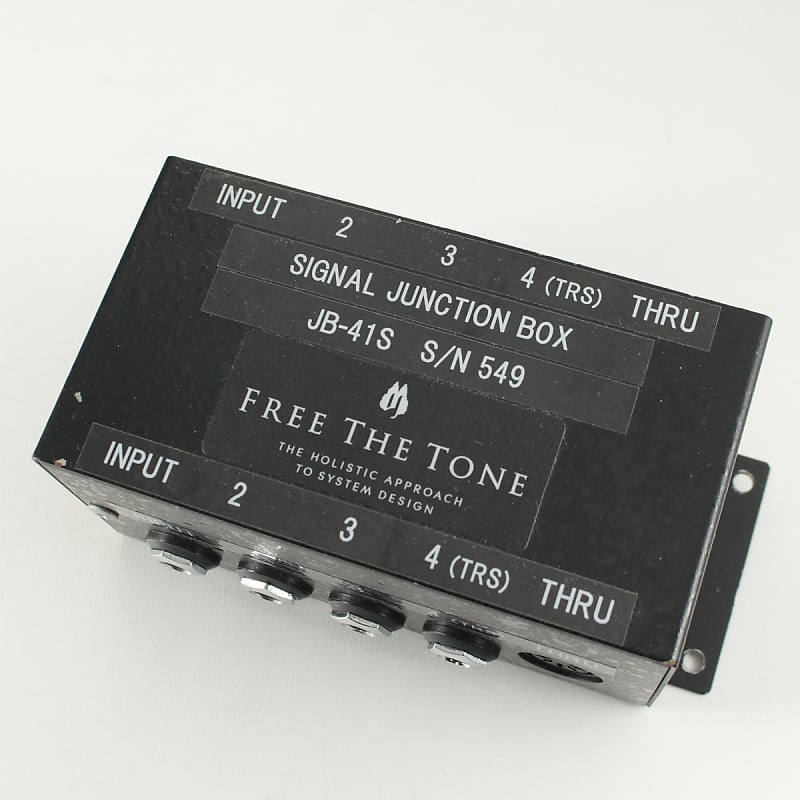 INPUT 2 3 4 (TRS) THRU
SIGNAL JUNCTION BOX
JB-41S S/N 549
FREE THE TONE
THE HOLISTIC APPROACH
TO SYSTEM DESIGN
INPUT 2 3 4 (TRS) THRU